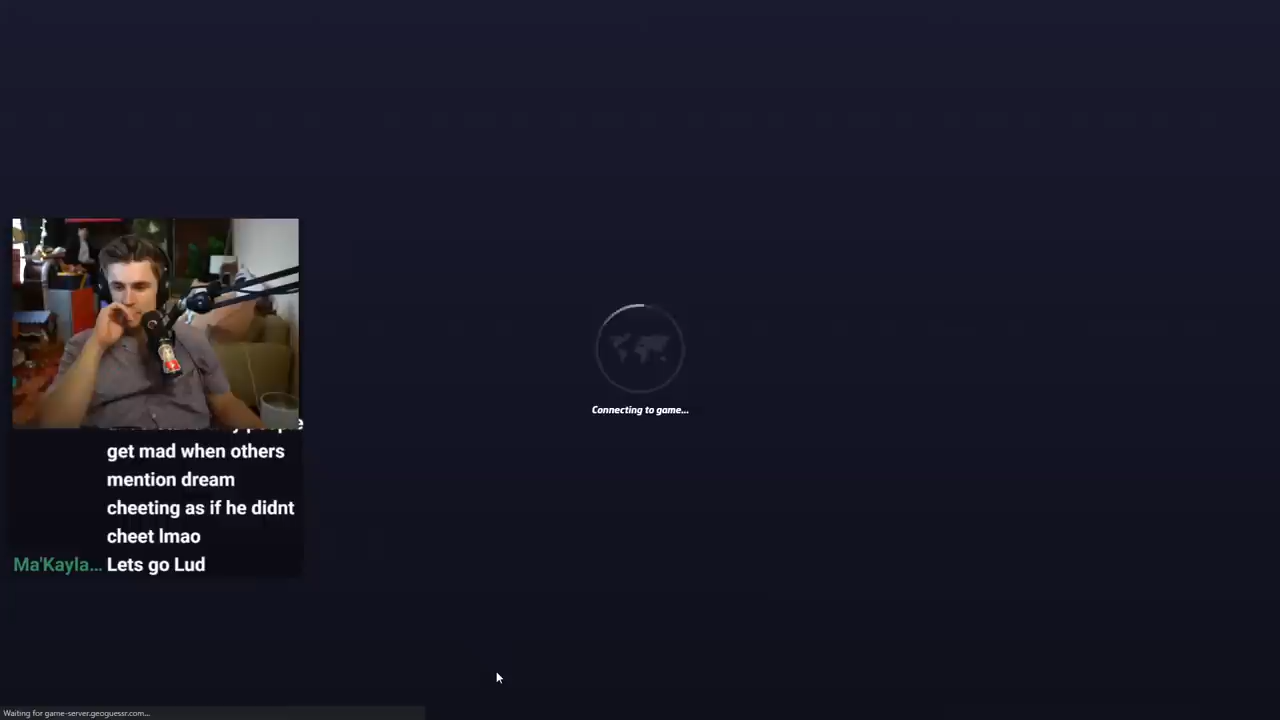 Connecting to game...
get mad when others
mention dream
cheeting as if he didnt
cheet lmao
Ma'Kayla... Lets go Lud
Waiting for game-server.geoguessr.com...